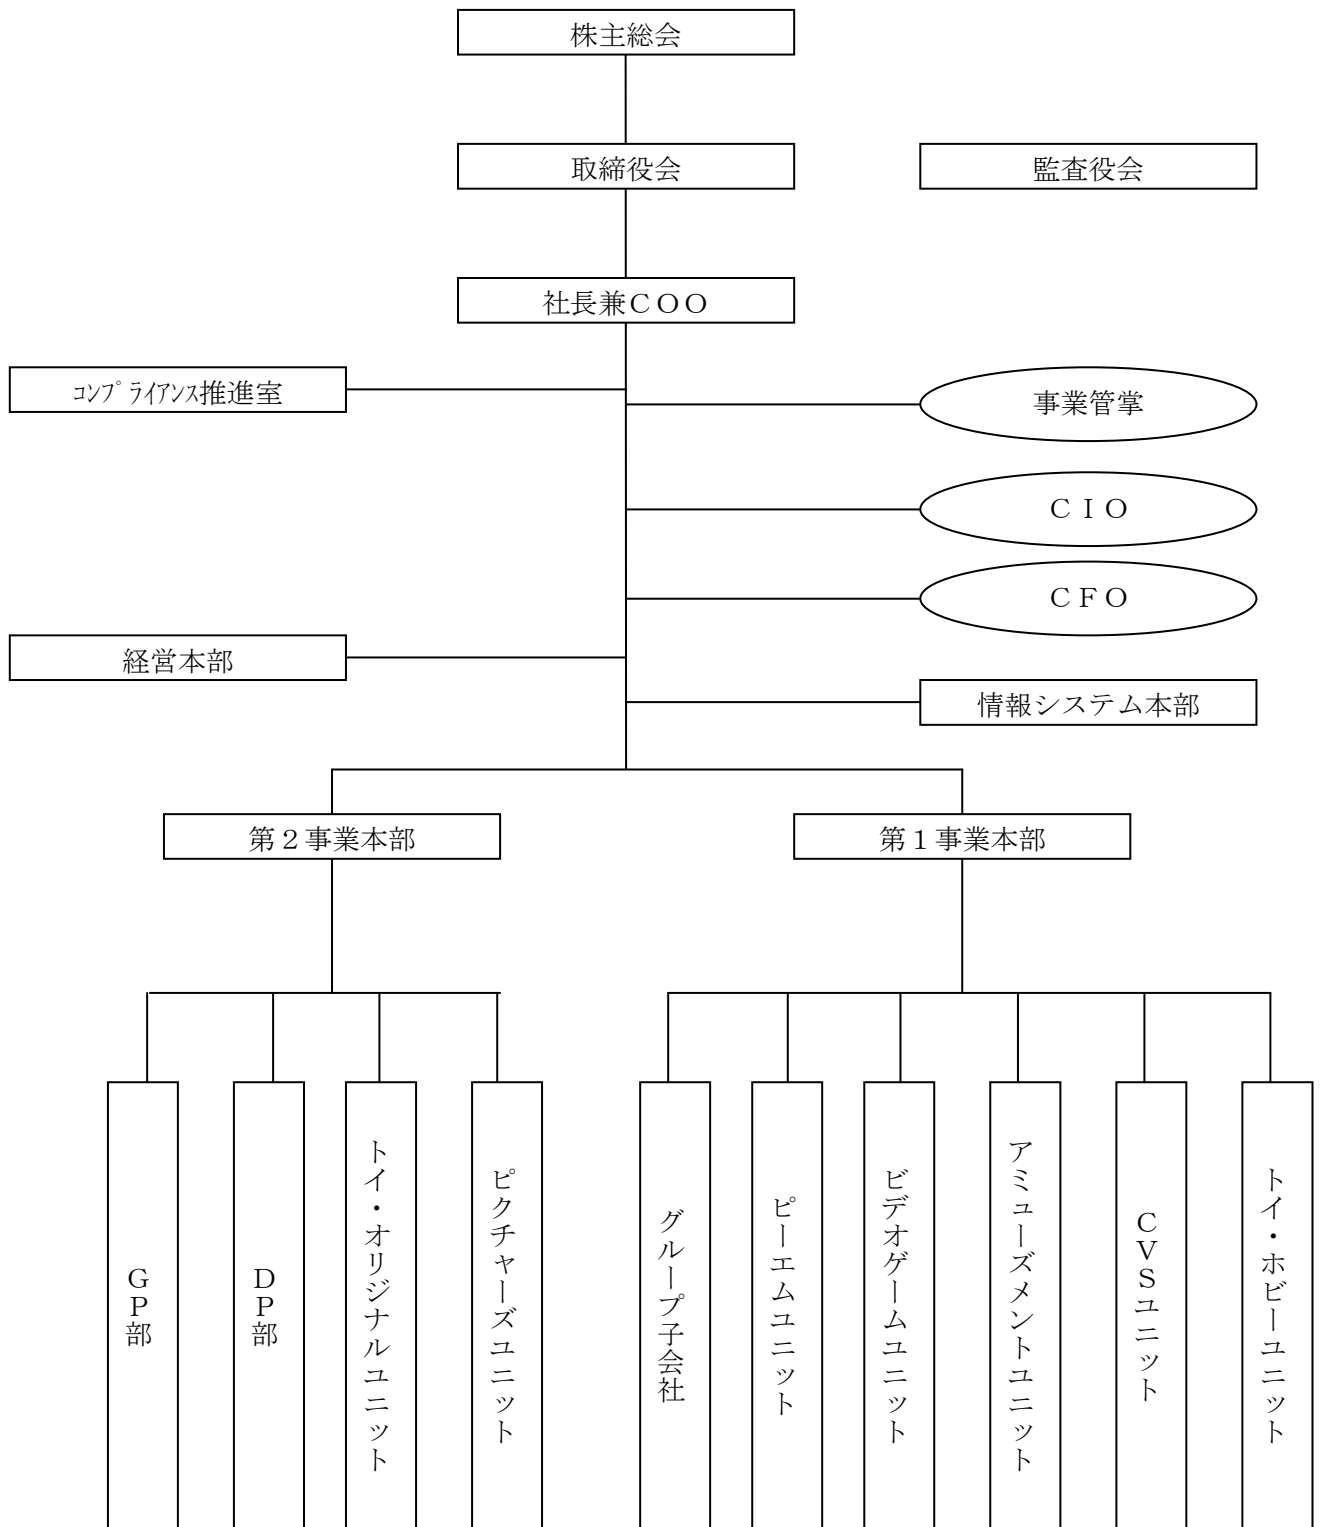 株主総会
取締役会
監査役会
社長兼ＣＯＯ
ｺﾝﾌﾟﾗｲｱﾝｽ推進室
事業管掌
ＣＩＯ
ＣＦＯ
経営本部
情報システム本部
第２事業本部
第１事業本部
ＧＰ部
ＤＰ部
トイ・オリジナルユニット
ピクチャーズユニット
グループ子会社
ピーエムユニット
ビデオゲームユニット
アミューズメントユニット
ＣＶＳユニット
トイ・ホビーユニット